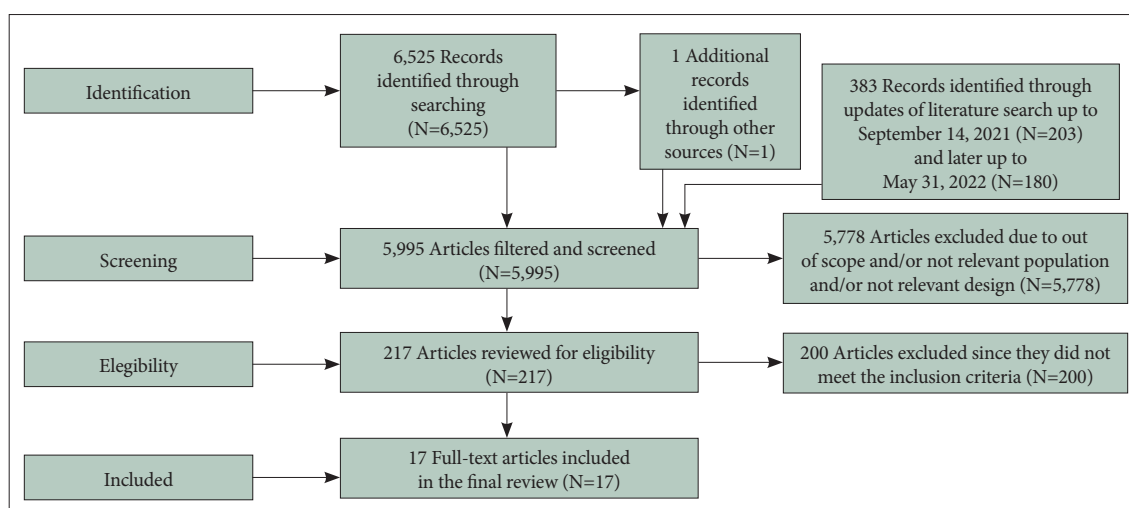 Identification
6,525 Records
identified through
searching
(N=6,525)
1 Additional
records
identified
through other
sources (N=1)
383 Records identified through
updates of literature search up to
September 14, 2021 (N=203)
and later up to
May 31, 2022 (N=180)
Screening
5,995 Articles filtered and screened
(N=5,995)
5,778 Articles excluded due to out
of scope and/or not relevant population
and/or not relevant design (N=5,778)
Elegibility
217 Articles reviewed for eligibility
(N=217)
200 Articles excluded since they did not
meet the inclusion criteria (N=200)
Included
17 Full-text articles included
in the final review (N=17)